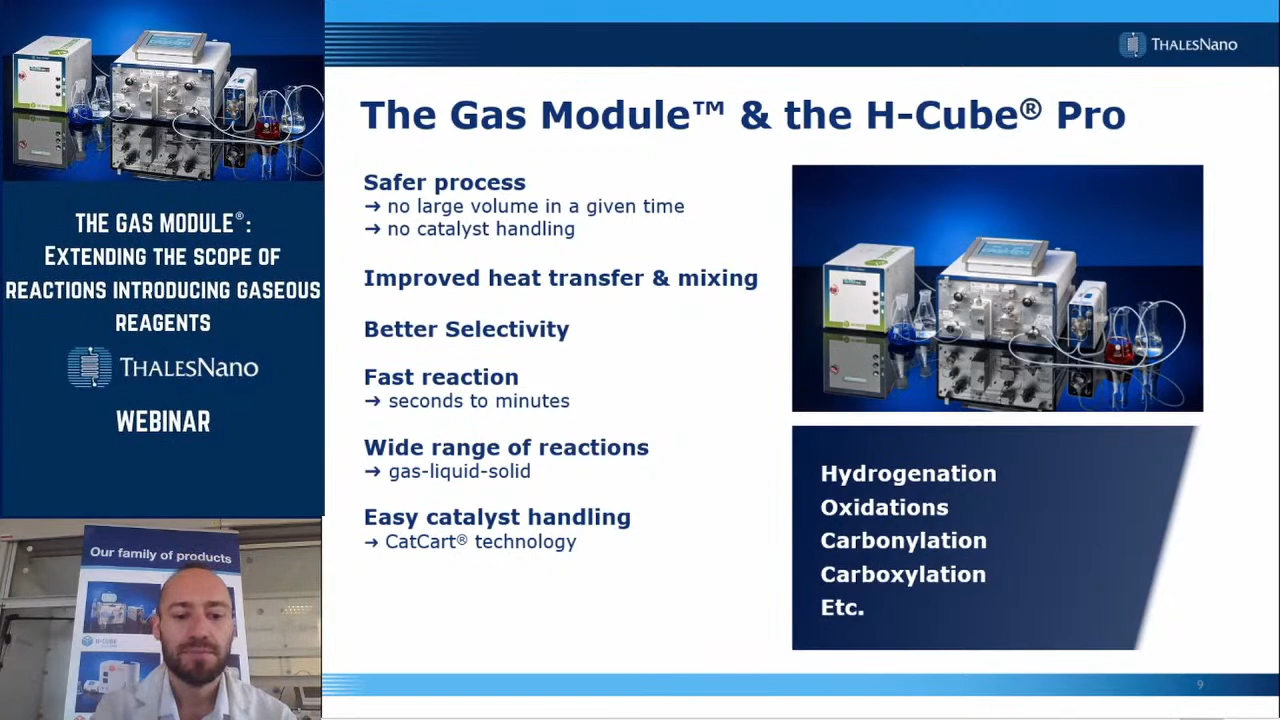 THE GAS MODULE®:
EXTENDING THE SCOPE OF
REACTIONS INTRODUCING GASEOUS
REAGENTS
THALESNANO
WEBINAR
Our family of products
H-CUBE
THALESNANO
The Gas Module™ & the H-Cube® Pro
Safer process
→ no large volume in a given time
→ no catalyst handling
Improved heat transfer & mixing
Better Selectivity
Fast reaction
→ seconds to minutes
Wide range of reactions
→ gas-liquid-solid
Easy catalyst handling
→ CatCart® technology
Hydrogenation
Oxidations
Carbonylation
Carboxylation
Etc.
9